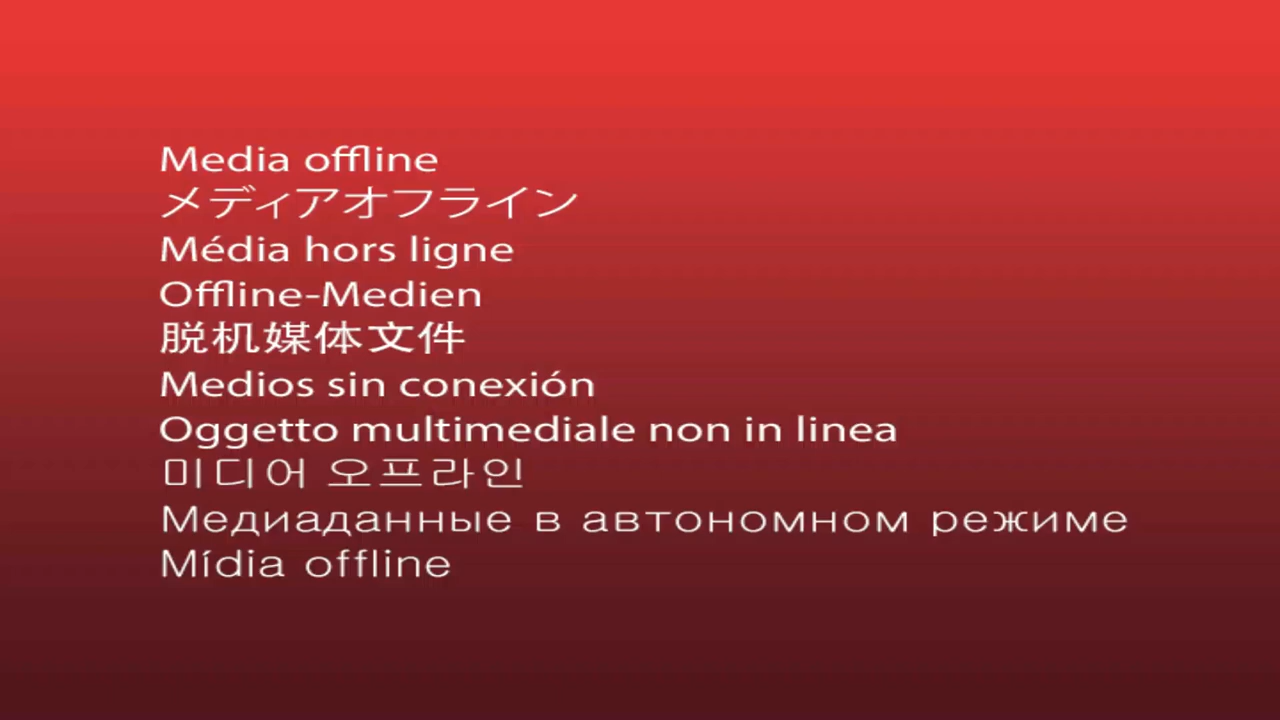 Media offline
メディアオフライン
Média hors ligne
Offline-Medien
脱机媒体文件
Medios sin conexión
Oggetto multimediale non in linea
미디어 오프라인
Медиаданные в автономном режиме
Mídia offline